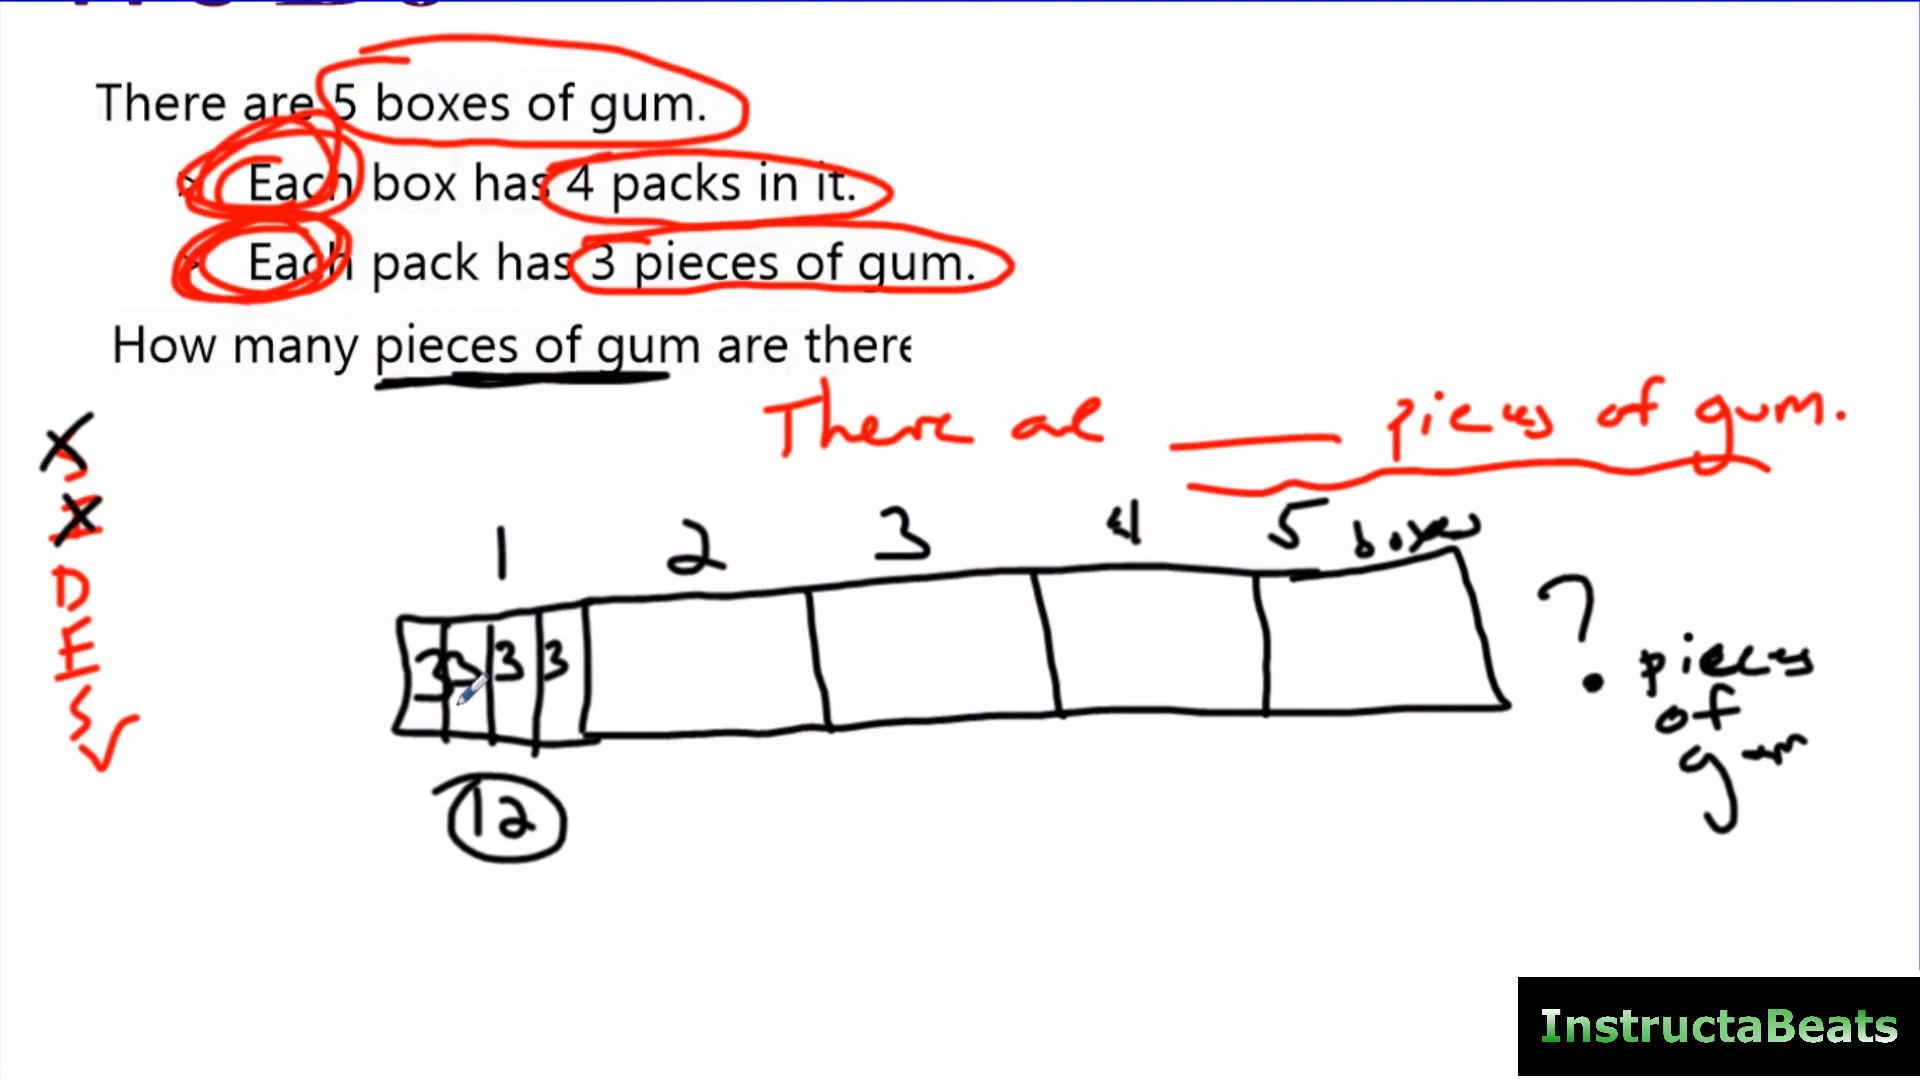 There are 5 boxes of gum.
Each box has 4 packs in it.
Each pack has 3 pieces of gum.
How many pieces of gum are there
There are ____ pieces of gum.
1 2 3 4 5 boxes
3 3 3 3
?
pieces
of
gum
12
D
InstructaBeats